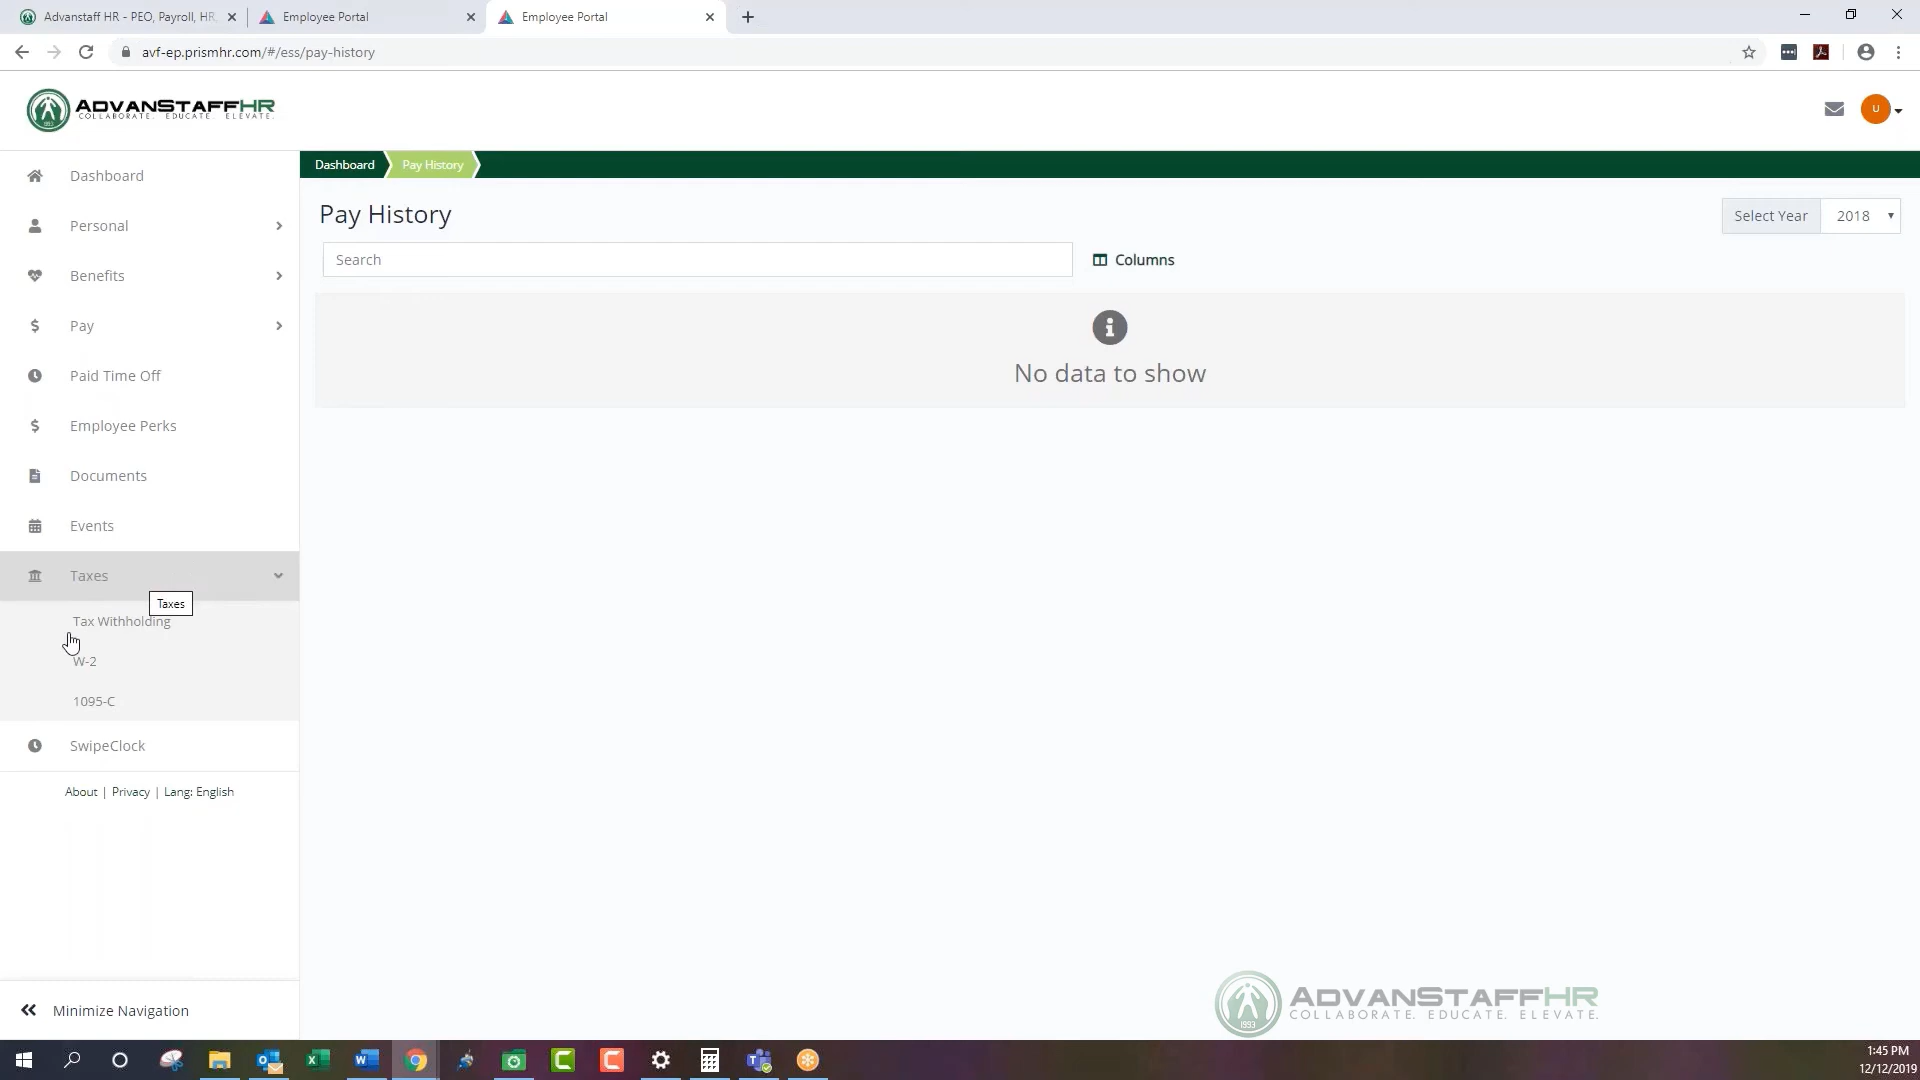 Advanstaff HR - PEO, Payroll, HR,
Employee Portal
Employee Portal
avf-ep.prismhr.com/#/ess/pay-history
ADVANSTAFFHR
COLLABORATE. EDUCATE. ELEVATE.
1993
U
Dashboard
Personal
Benefits
Pay
Paid Time Off
Employee Perks
Documents
Events
Taxes
Taxes
Tax Withholding
W-2
1095-C
SwipeClock
About | Privacy | Lang: English
Minimize Navigation
Dashboard
Pay History
Pay History
Select Year
2018
Search
Columns
No data to show
1993
ADVANSTAFFHR
COLLABORATE. EDUCATE. ELEVATE.
1:45 PM
12/12/2019